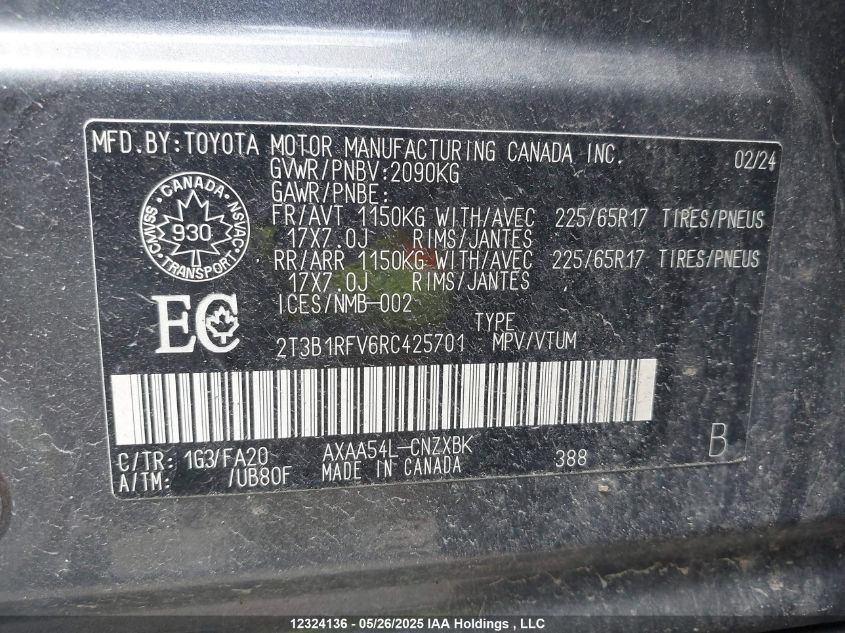 MFD.BY:TOYOTA MOTOR MANUFACTURING CANADA INC. 02/24
GVWR/PNBV:2090KG
GAWR/PNBE:
FR/AVT 1150KG WITH/AVEC 225/65R17 TIRES/PNEUS
17X7.0J RIMS/JANTES
RR/ARR 1150KG WITH/AVEC 225/65R17 TIRES/PNEUS
17X7.0J RIMS/JANTES
ICES/NMB-002
CANADA
NSVAC
TRANSPORT
CMVSS
930
EC
TYPE
2T3B1RFV6RC425701 MPV/VTUM
C/TR: 1G3/FA20 AXAA54L-CNZXBK 388 B
A/TM: /UB80F MADE IN CANADA
12324136 - 05/26/2025 IAA Holdings , LLC